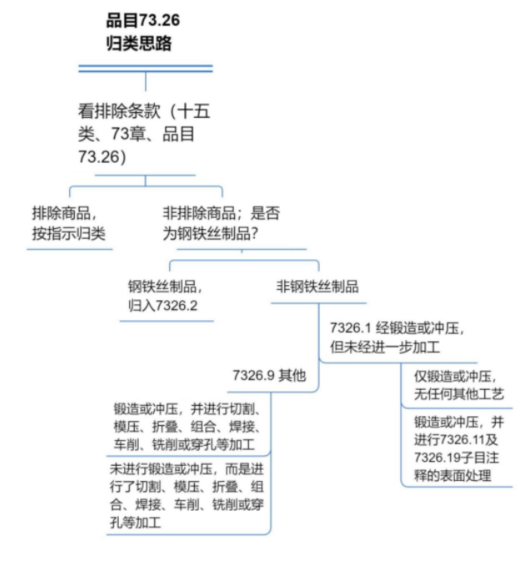 品目73.26
归类思路
看排除条款（十五
类、73章、品目
73.26）
排除商品，
按指示归类
非排除商品；是否
为钢铁丝制品？
钢铁丝制品，
归入7326.2
非钢铁丝制品
7326.1 经锻造或冲压，
但未经进一步加工
7326.9 其他
仅锻造或冲压，
无任何其他工艺
锻造或冲压，并
进行7326.11及
7326.19子目注
释的表面处理
锻造或冲压，并进行切割、
模压、折叠、组合、焊接、
车削、铣削或穿孔等加工
未进行锻造或冲压，而是进
行了切割、模压、折叠、组
合、焊接、车削、铣削或穿
孔等加工